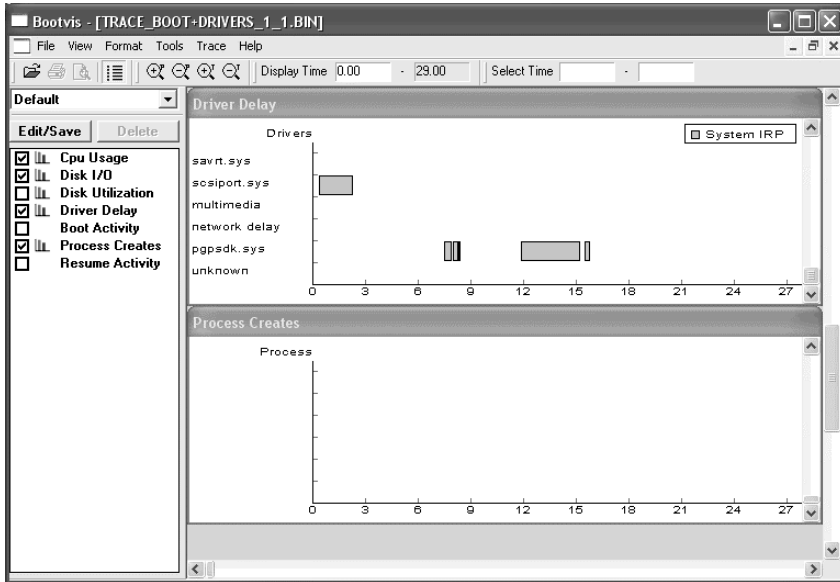 Bootvis - [TRACE_BOOT+DRIVERS_1_1.BIN]
File View Format Tools Trace Help
Display Time 0.00 - 29.00 Select Time -
Default
Edit/Save Delete
Cpu Usage
Disk I/O
Disk Utilization
Driver Delay
Boot Activity
Process Creates
Resume Activity
Driver Delay
Drivers
System IRP
savrt.sys
scsiport.sys
multimedia
network delay
pgpsdk.sys
unknown
0 3 6 9 12 15 18 21 24 27
Process Creates
Process
0 3 6 9 12 15 18 21 24 27